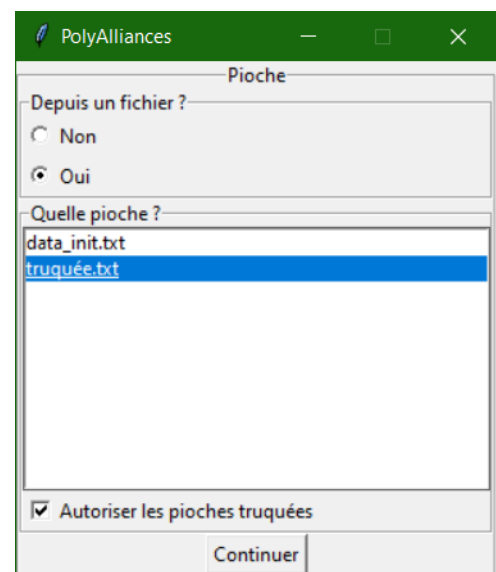 PolyAlliances
Pioche
Depuis un fichier ?
Non
Oui
Quelle pioche ?
data_init.txt
truquée.txt
Autoriser les pioches truquées
Continuer